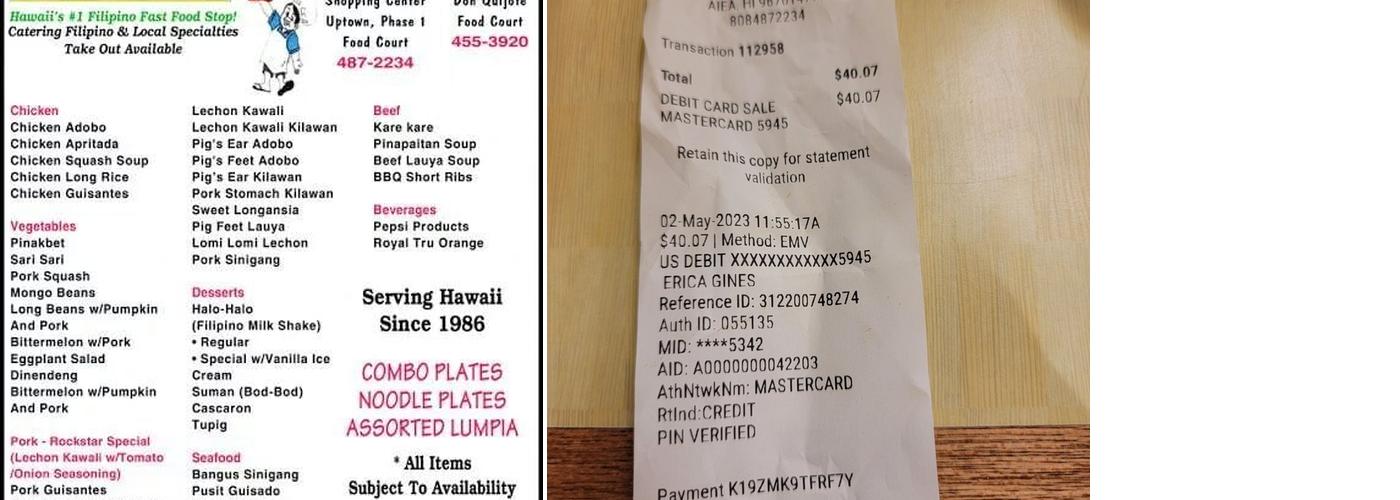 Hawaii's #1 Filipino Fast Food Stop!
Catering Filipino & Local Specialties
Take Out Available
Shopping Center
Uptown, Phase 1
Food Court
487-2234
Don Quijote
Food Court
455-3920
Chicken
Chicken Adobo
Chicken Apritada
Chicken Squash Soup
Chicken Long Rice
Chicken Guisantes
Vegetables
Pinakbet
Sari Sari
Pork Squash
Mongo Beans
Long Beans w/Pumpkin
And Pork
Bittermelon w/Pork
Eggplant Salad
Dinendeng
Bittermelon w/Pumpkin
And Pork
Pork - Rockstar Special
(Lechon Kawali w/Tomato
/Onion Seasoning)
Pork Guisantes
Lechon Kawali
Lechon Kawali Kilawan
Pig's Ear Adobo
Pig's Feet Adobo
Pig's Ear Kilawan
Pork Stomach Kilawan
Sweet Longansia
Pig Feet Lauya
Lomi Lomi Lechon
Pork Sinigang
Desserts
Halo-Halo
(Filipino Milk Shake)
• Regular
• Special w/Vanilla Ice
Cream
Suman (Bod-Bod)
Cascaron
Tupig
Seafood
Bangus Sinigang
Pusit Guisado
Beef
Kare kare
Pinapaitan Soup
Beef Lauya Soup
BBQ Short Ribs
Beverages
Pepsi Products
Royal Tru Orange
Serving Hawaii
Since 1986
COMBO PLATES
NOODLE PLATES
ASSORTED LUMPIA
* All Items
Subject To Availability
AIEA, HI
8084872234
Transaction 112958
Total $40.07
DEBIT CARD SALE $40.07
MASTERCARD 5945
Retain this copy for statement
validation
02-May-2023 11:55:17A
$40.07 | Method: EMV
US DEBIT XXXXXXXXXXXX5945
ERICA GINES
Reference ID: 312200748274
Auth ID: 055135
MID: ****5342
AID: A0000000042203
AthNtwkNm: MASTERCARD
RtInd:CREDIT
PIN VERIFIED
Payment K19ZMK9TFRF7Y